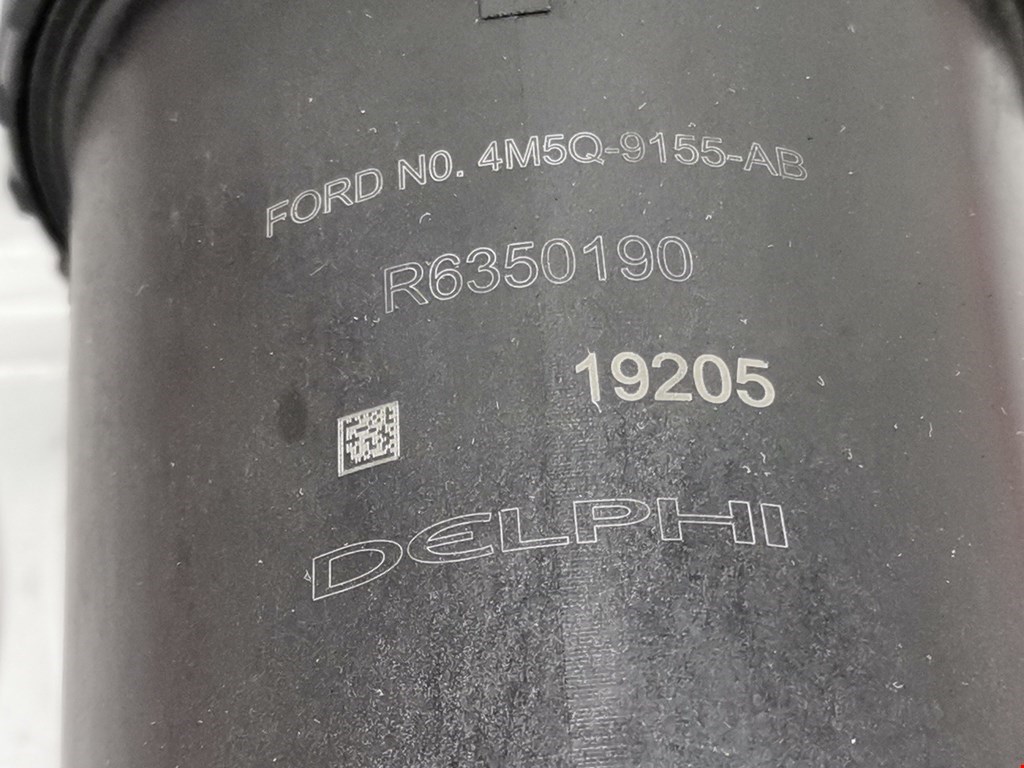 FORD N0. 4M5Q-9155-AB
R6350190
19205
DELPHI